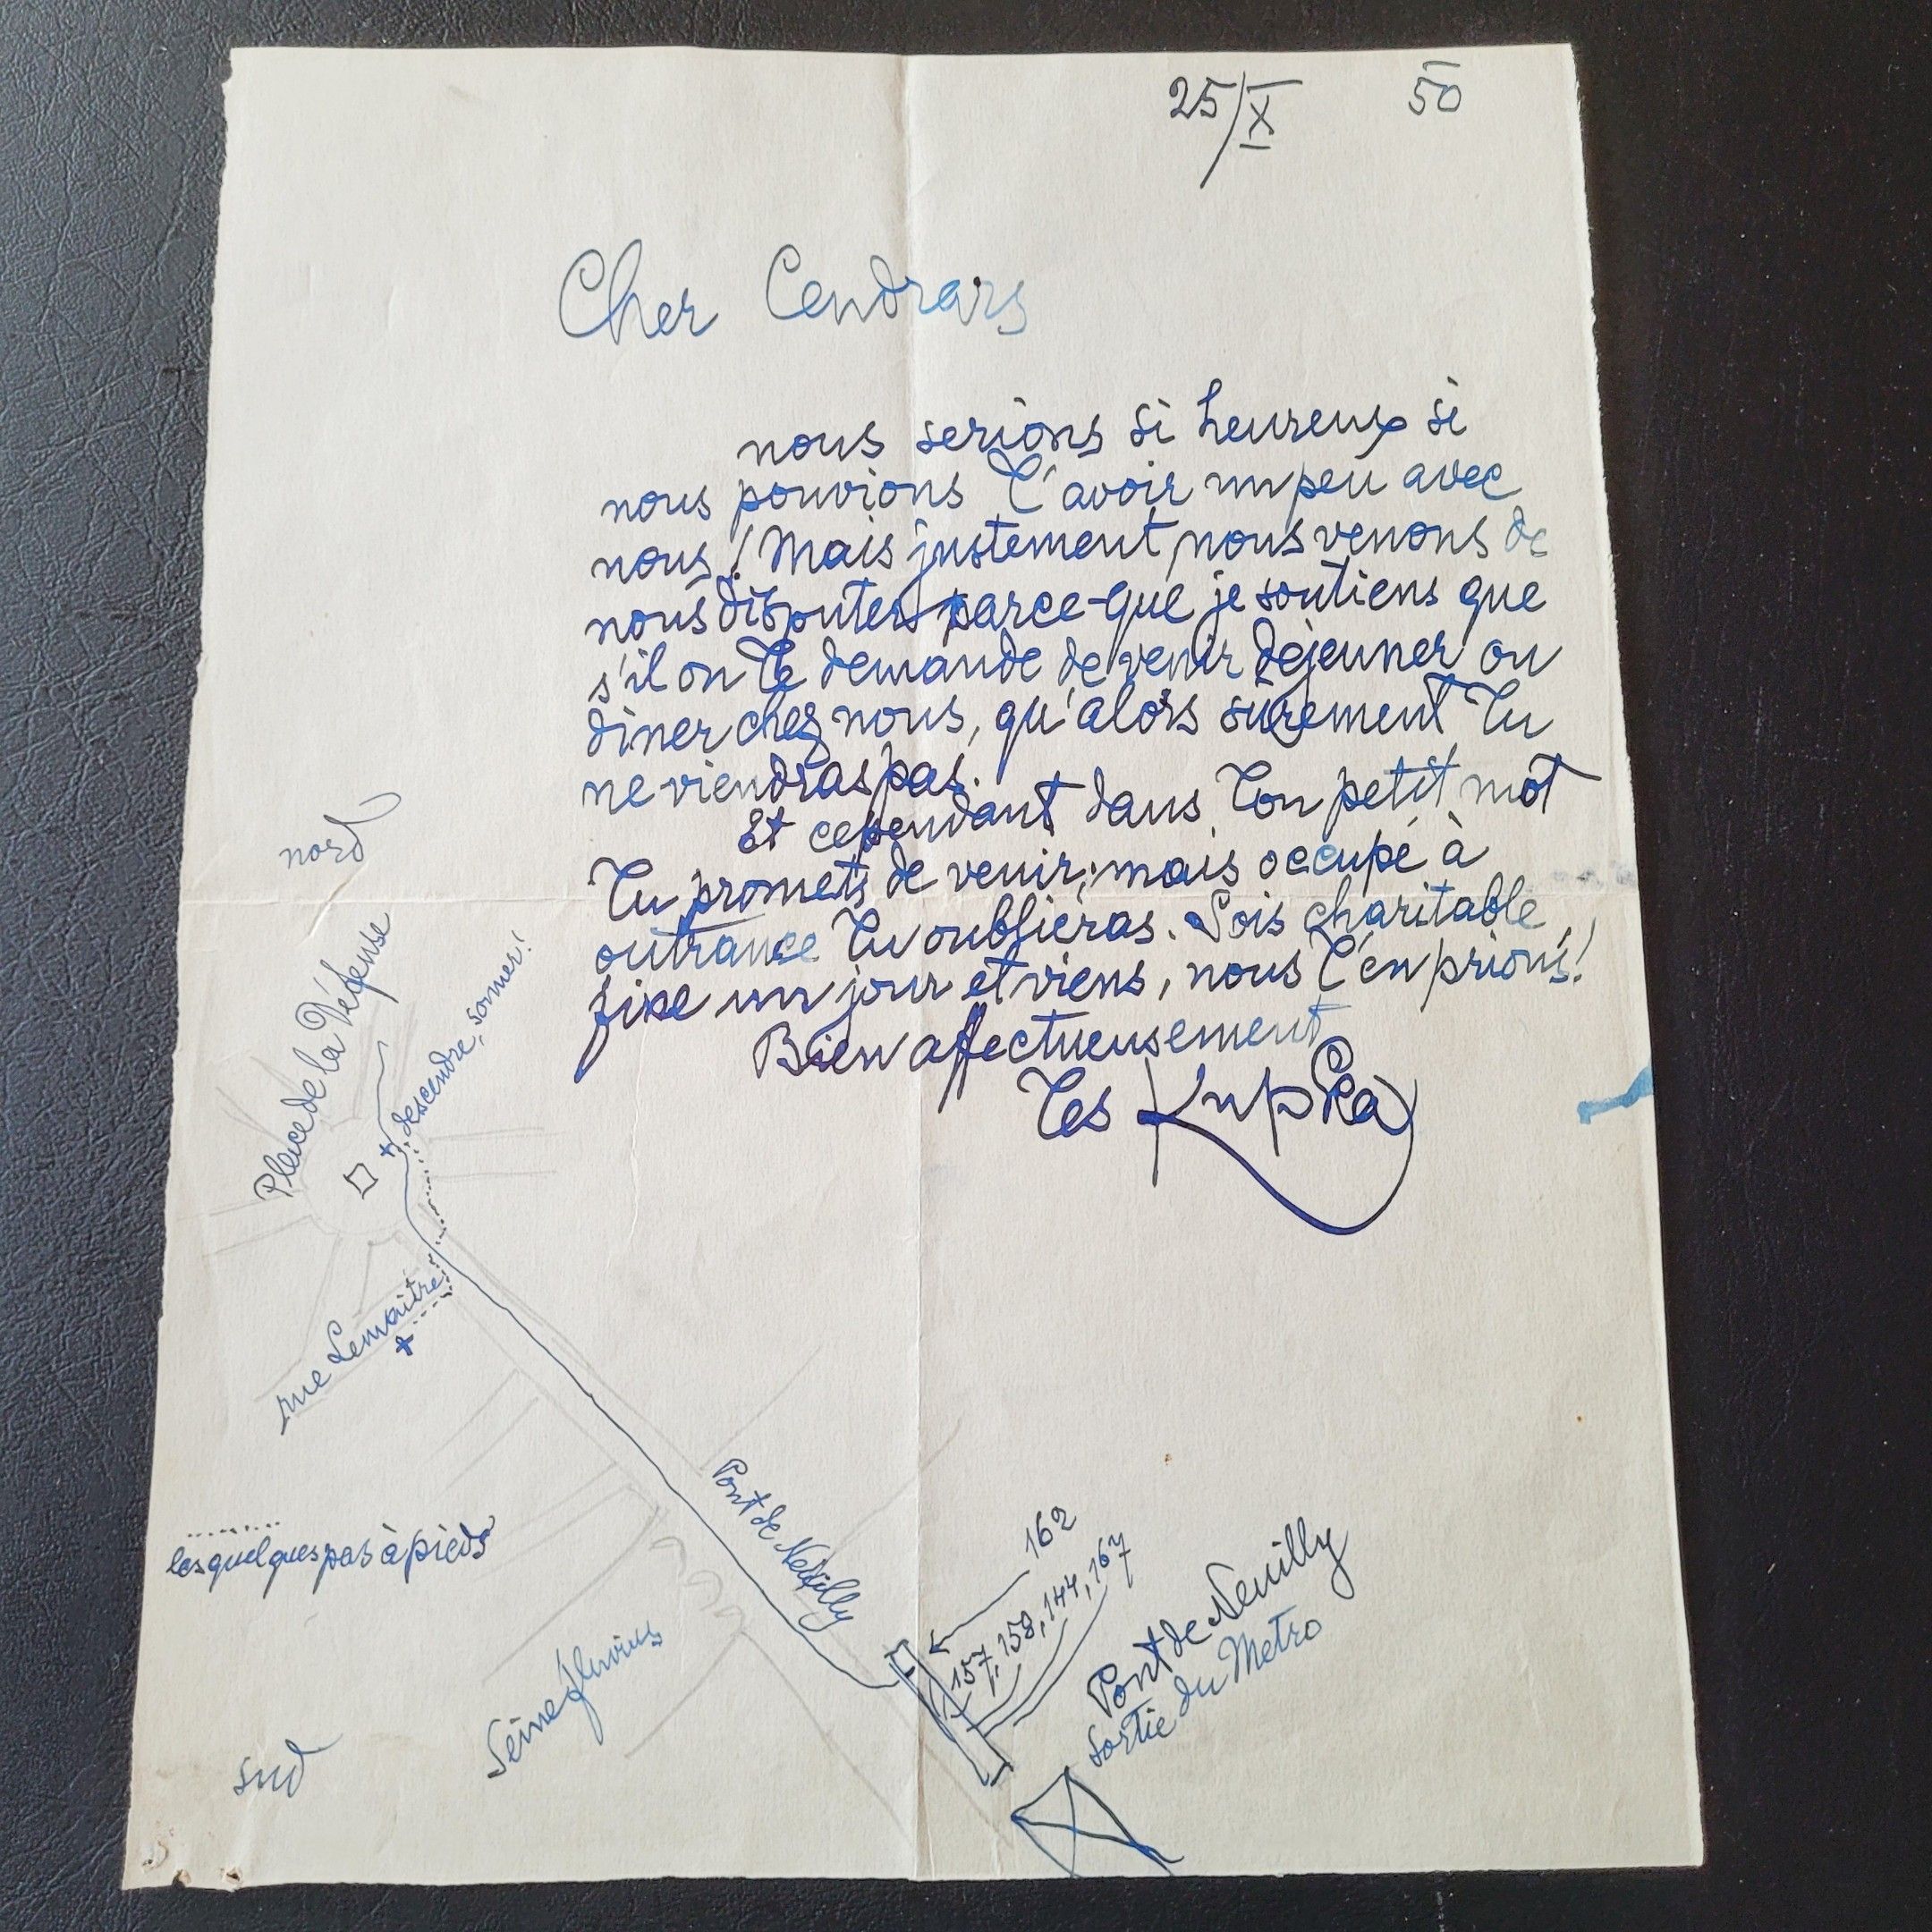 25/X 50
Cher Cendrars
nous serions si heureux si
nous pouvions T'avoir un peu avec
nous! Mais justement, nous venons de
nous disputer parce-que je soutiens que
s'il on Te demande de venir déjeuner ou
dîner chez nous, qu'alors sûrement Tu
ne viendras pas.
Et cependant dans Ton petit mot
Tu promets de venir; mais occupé à
outrance Tu oublieras. Sois charitable,
fixe un jour et viens, nous T'en prions!
Bien affectueusement
Tes Kupka
nord
Place de la Défense
descendre, sonner!
rue Lemaître
les quelques pas à pieds
Pont de Neuilly
162
157, 158, 144, 167
Pont de Neuilly
sortie du Metro
Seine fluvius
sud